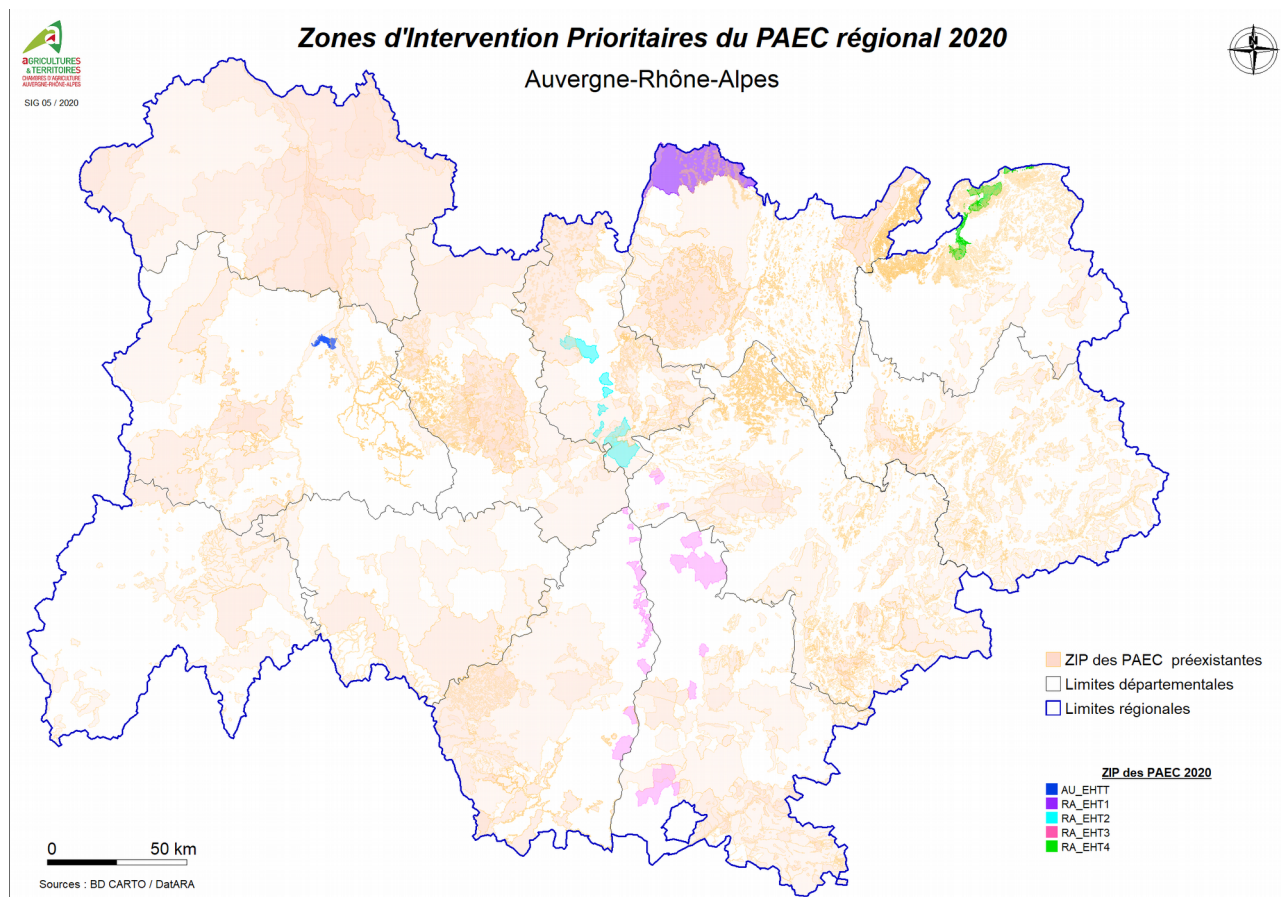 Zones d'Intervention Prioritaires du PAEC régional 2020
Auvergne-Rhône-Alpes
aGRICULTURES
& TERRITOIRES
CHAMBRES D'AGRICULTURE
AUVERGNE-RHÔNE-ALPES
SIG 05 / 2020
N
ZIP des PAEC préexistantes
Limites départementales
Limites régionales
ZIP des PAEC 2020
AU_EHTT
RA_EHT1
RA_EHT2
RA_EHT3
RA_EHT4
0 50 km
Sources : BD CARTO / DatARA